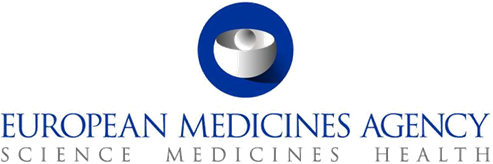 EUROPEAN MEDICINES AGENCY
SCIENCE MEDICINES HEALTH